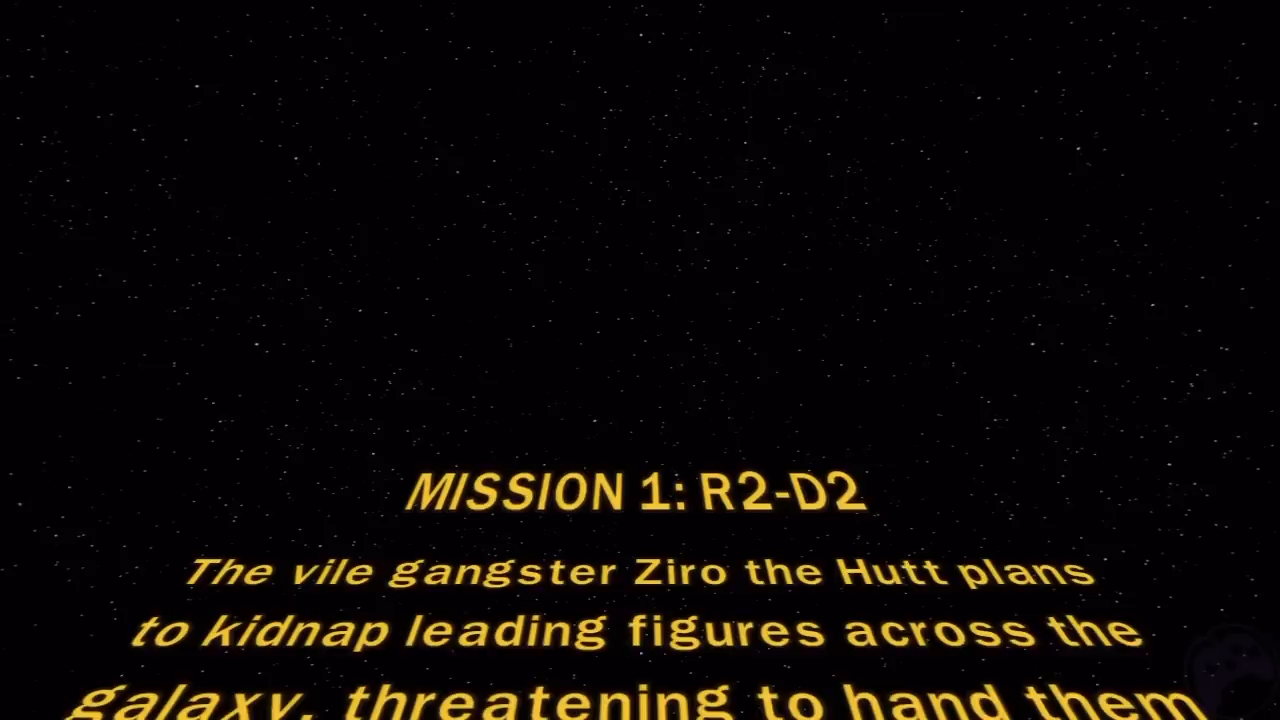 MISSION 1: R2-D2
The vile gangster Ziro the Hutt plans
to kidnap leading figures across the
galaxy, threatening to hand them